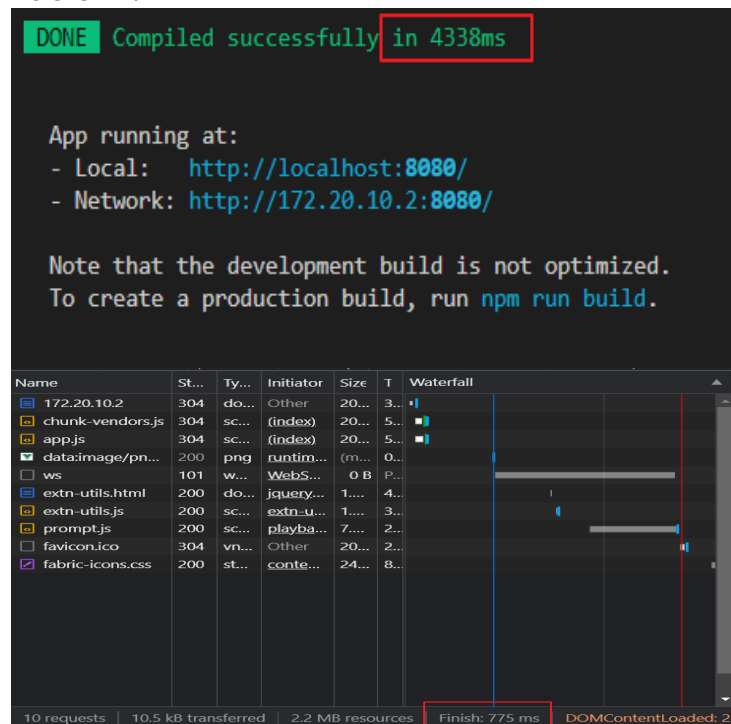 DONE Compiled successfully in 4338ms
App running at:
- Local: http://localhost:8080/
- Network: http://172.20.10.2:8080/
Note that the development build is not optimized.
To create a production build, run npm run build.
Name St... Ty... Initiator Size T Waterfall
172.20.10.2 304 do... Other 20... 3...
chunk-vendors.js 304 sc... (index) 20... 5...
app.js 304 sc... (index) 20... 5...
data:image/pn... 200 png runtim... (m... 0...
ws 101 w... WebS... 0 B P...
extn-utils.html 200 do... jquery... 1.... 4...
extn-utils.js 200 sc... extn-u... 1.... 3...
prompt.js 200 sc... playba... 7.... 2...
favicon.ico 304 vn... Other 20... 2...
fabric-icons.css 200 st... conte... 24... 8...
10 requests 10.5 kB transferred 2.2 MB resources Finish: 775 ms DOMContentLoaded: 2